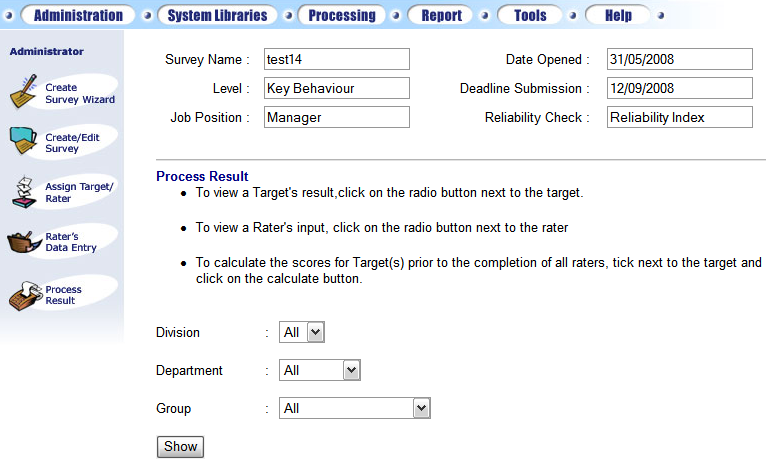 Administration System Libraries Processing Report Tools Help
Administrator
Create
Survey Wizard
Create/Edit
Survey
Assign Target/
Rater
Rater's
Data Entry
Process
Result
Survey Name : test14 Date Opened : 31/05/2008
Level : Key Behaviour Deadline Submission : 12/09/2008
Job Position : Manager Reliability Check : Reliability Index
Process Result
• To view a Target's result,click on the radio button next to the target.
• To view a Rater's input, click on the radio button next to the rater
• To calculate the scores for Target(s) prior to the completion of all raters, tick next to the target and
click on the calculate button.
Division : All
Department : All
Group : All
Show